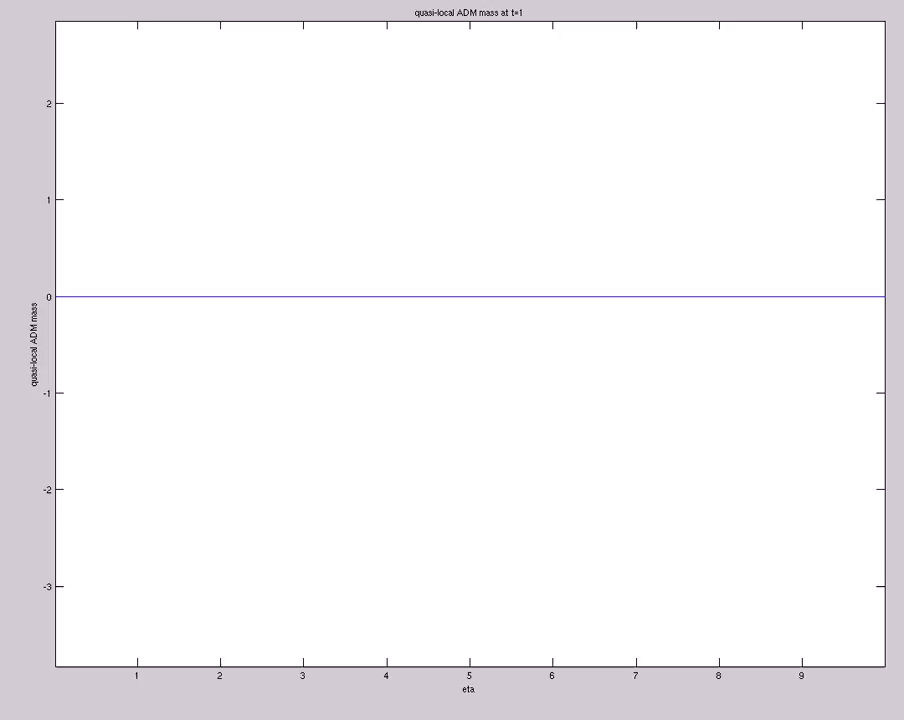 quasi-local ADM mass at t=1
2
1
0
-1
-2
-3
quasi-local ADM mass
1 2 3 4 5 6 7 8 9
eta